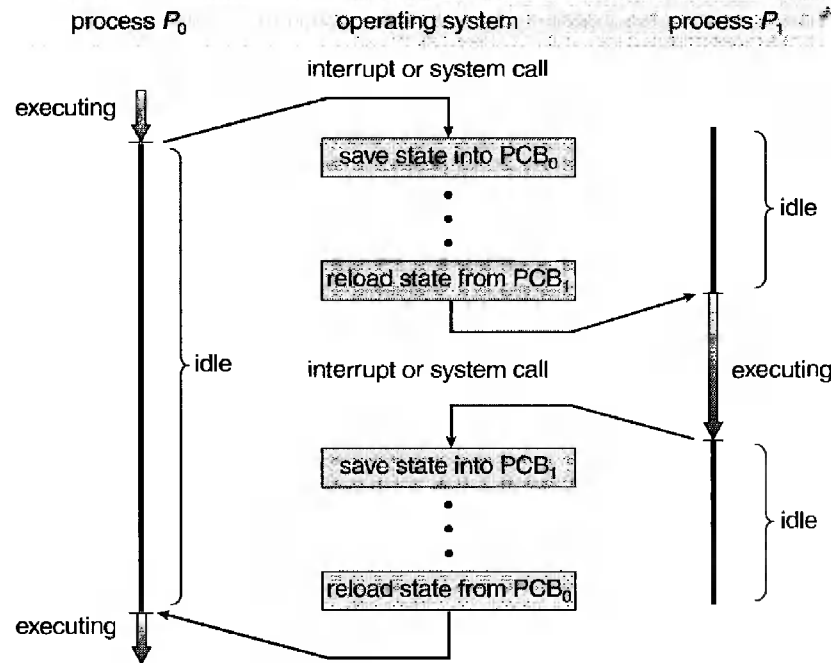 process P₀ operating system process P₁
interrupt or system call
executing
save state into PCB₀
idle
reload state from PCB₁
idle
interrupt or system call
executing
save state into PCB₁
idle
reload state from PCB₀
executing